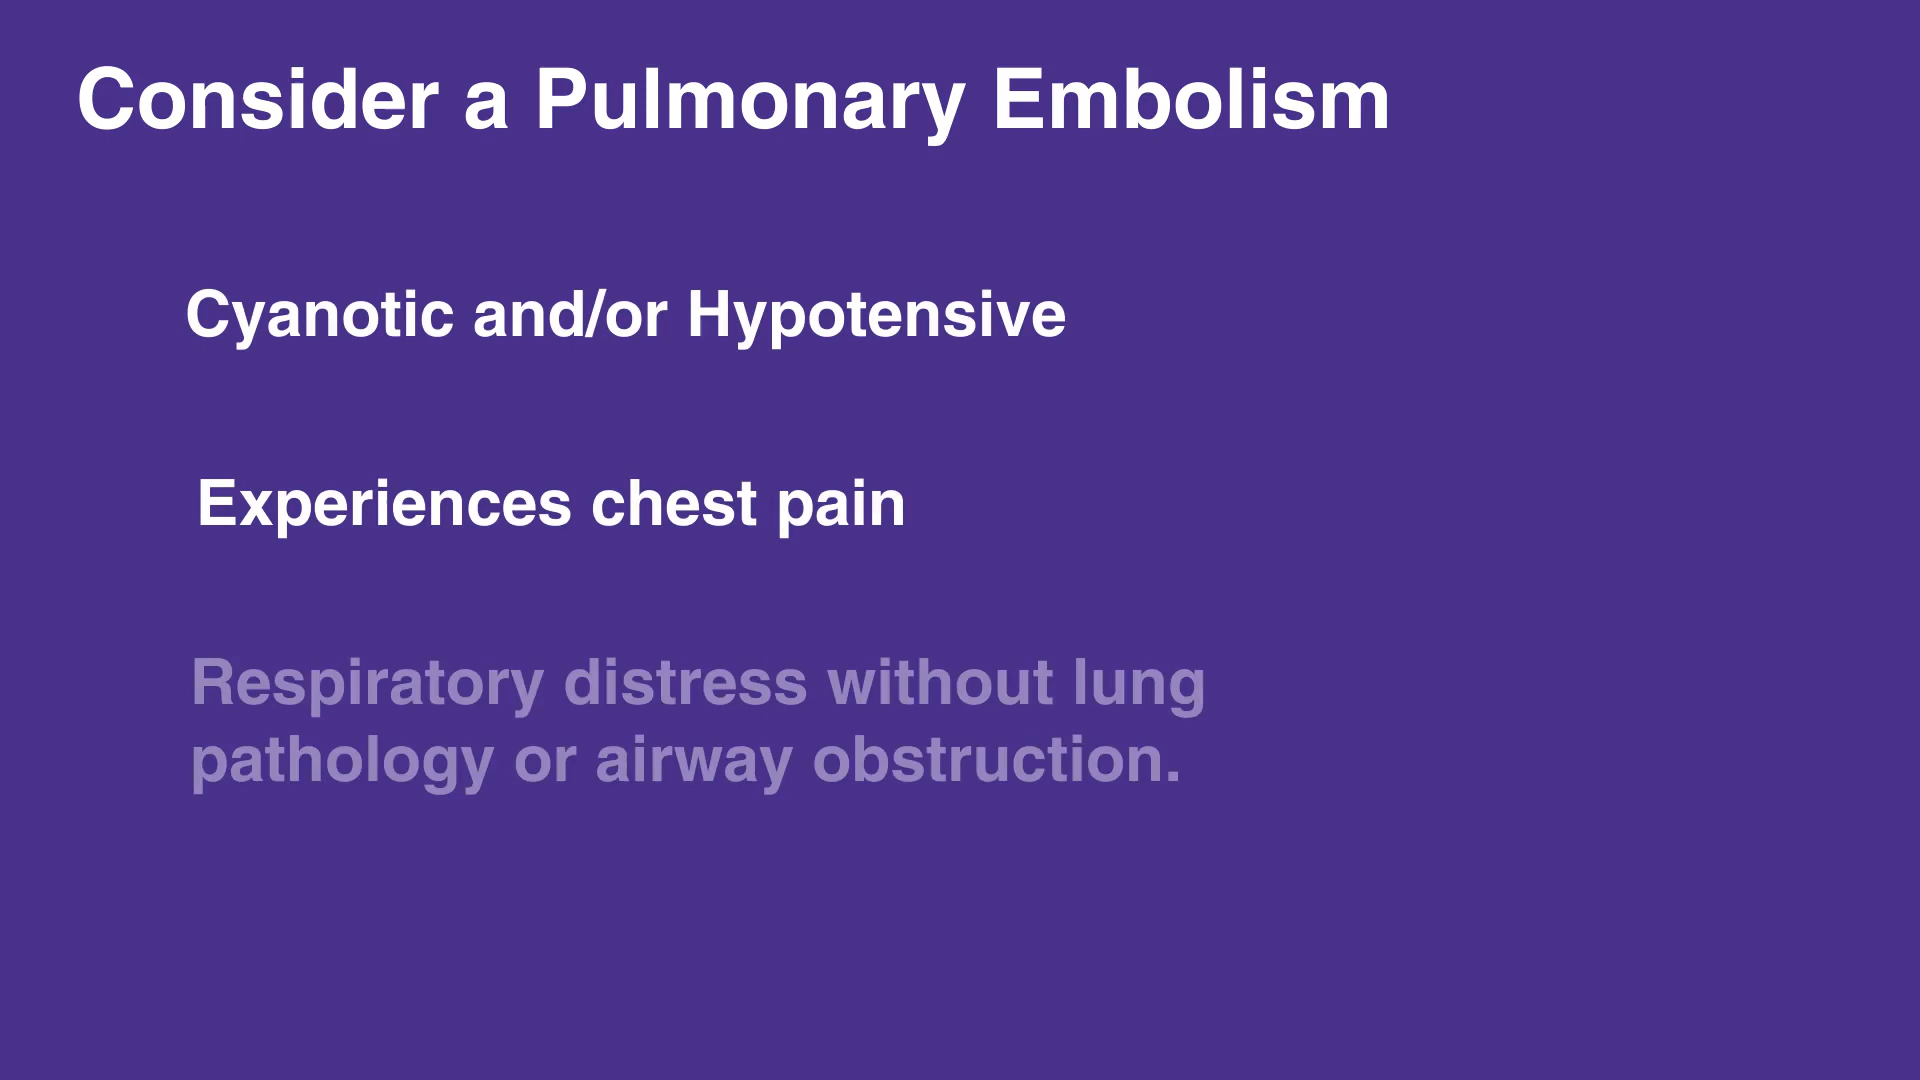 Consider a Pulmonary Embolism
Cyanotic and/or Hypotensive
Experiences chest pain
Respiratory distress without lung
pathology or airway obstruction.